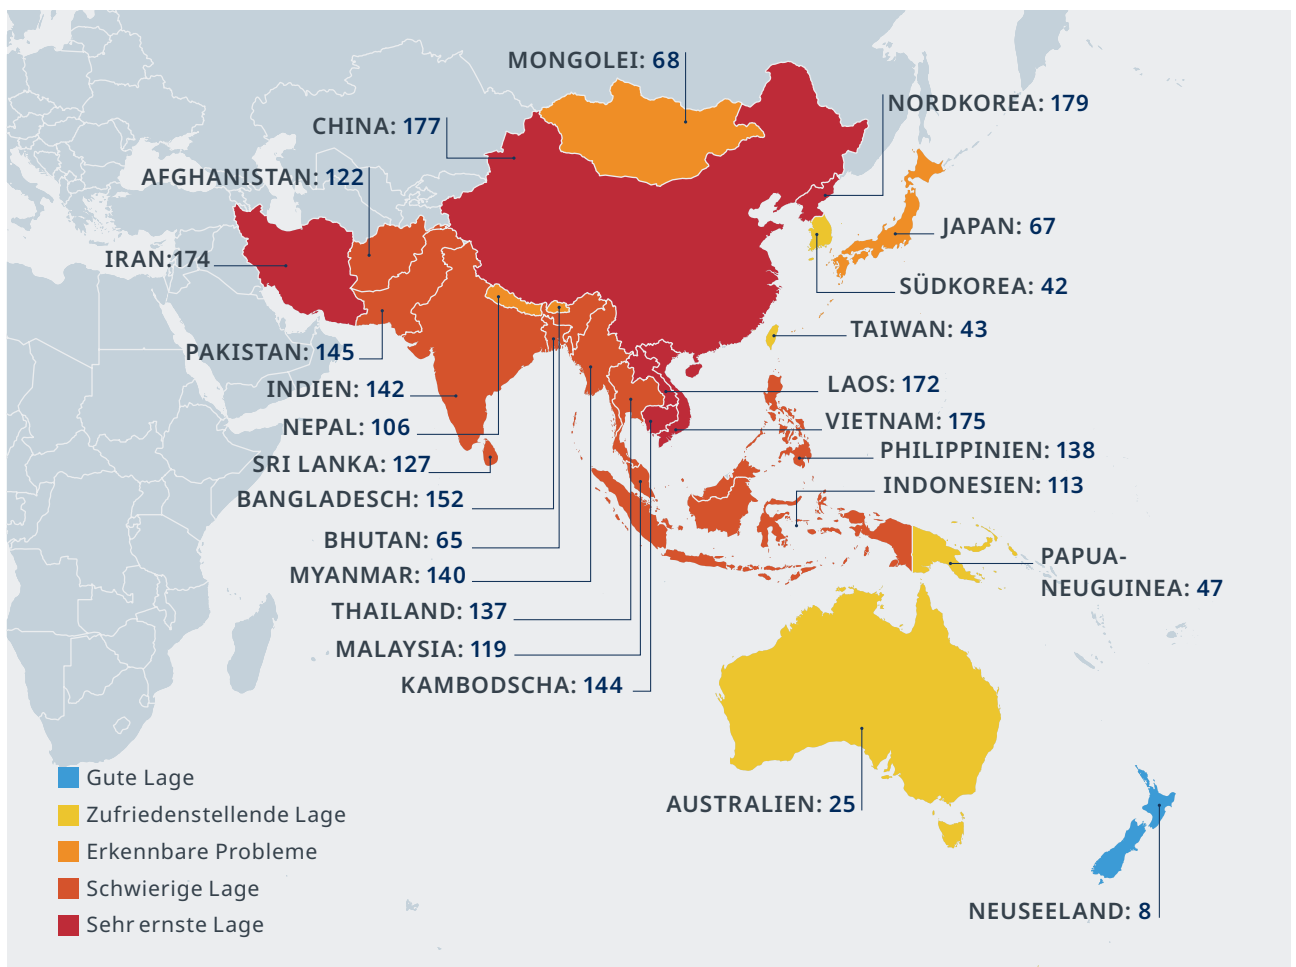 MONGOLEI: 68
NORDKOREA: 179
CHINA: 177
AFGHANISTAN: 122
JAPAN: 67
IRAN:174
SÜDKOREA: 42
TAIWAN: 43
PAKISTAN: 145
INDIEN: 142
LAOS: 172
NEPAL: 106
VIETNAM: 175
PHILIPPINIEN: 138
SRI LANKA: 127
INDONESIEN: 113
BANGLADESCH: 152
BHUTAN: 65
PAPUA-
NEUGUINEA: 47
MYANMAR: 140
THAILAND: 137
MALAYSIA: 119
KAMBODSCHA: 144
AUSTRALIEN: 25
NEUSEELAND: 8
Gute Lage
Zufriedenstellende Lage
Erkennbare Probleme
Schwierige Lage
Sehr ernste Lage